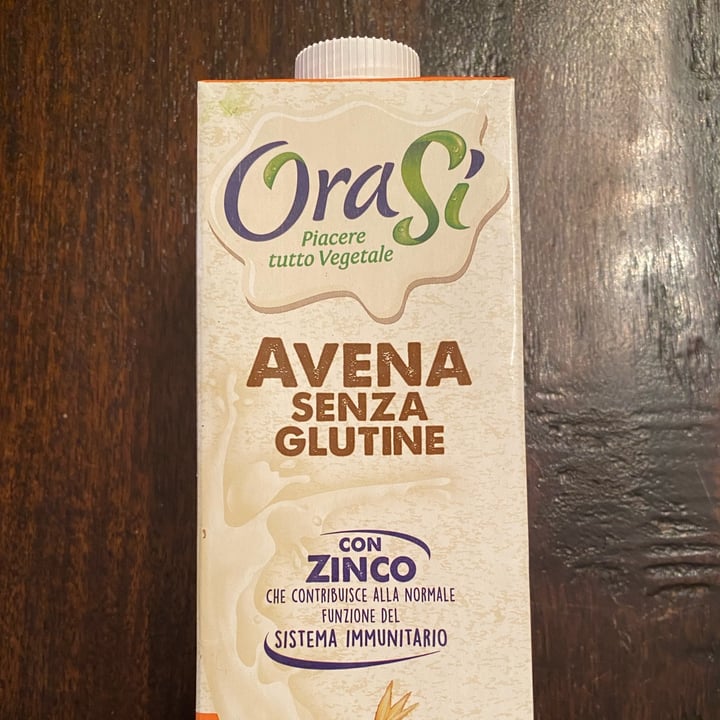 OraSì
Piacere
tutto Vegetale
AVENA
SENZA
GLUTINE
CON
ZINCO
CHE CONTRIBUISCE ALLA NORMALE
FUNZIONE DEL
SISTEMA IMMUNITARIO